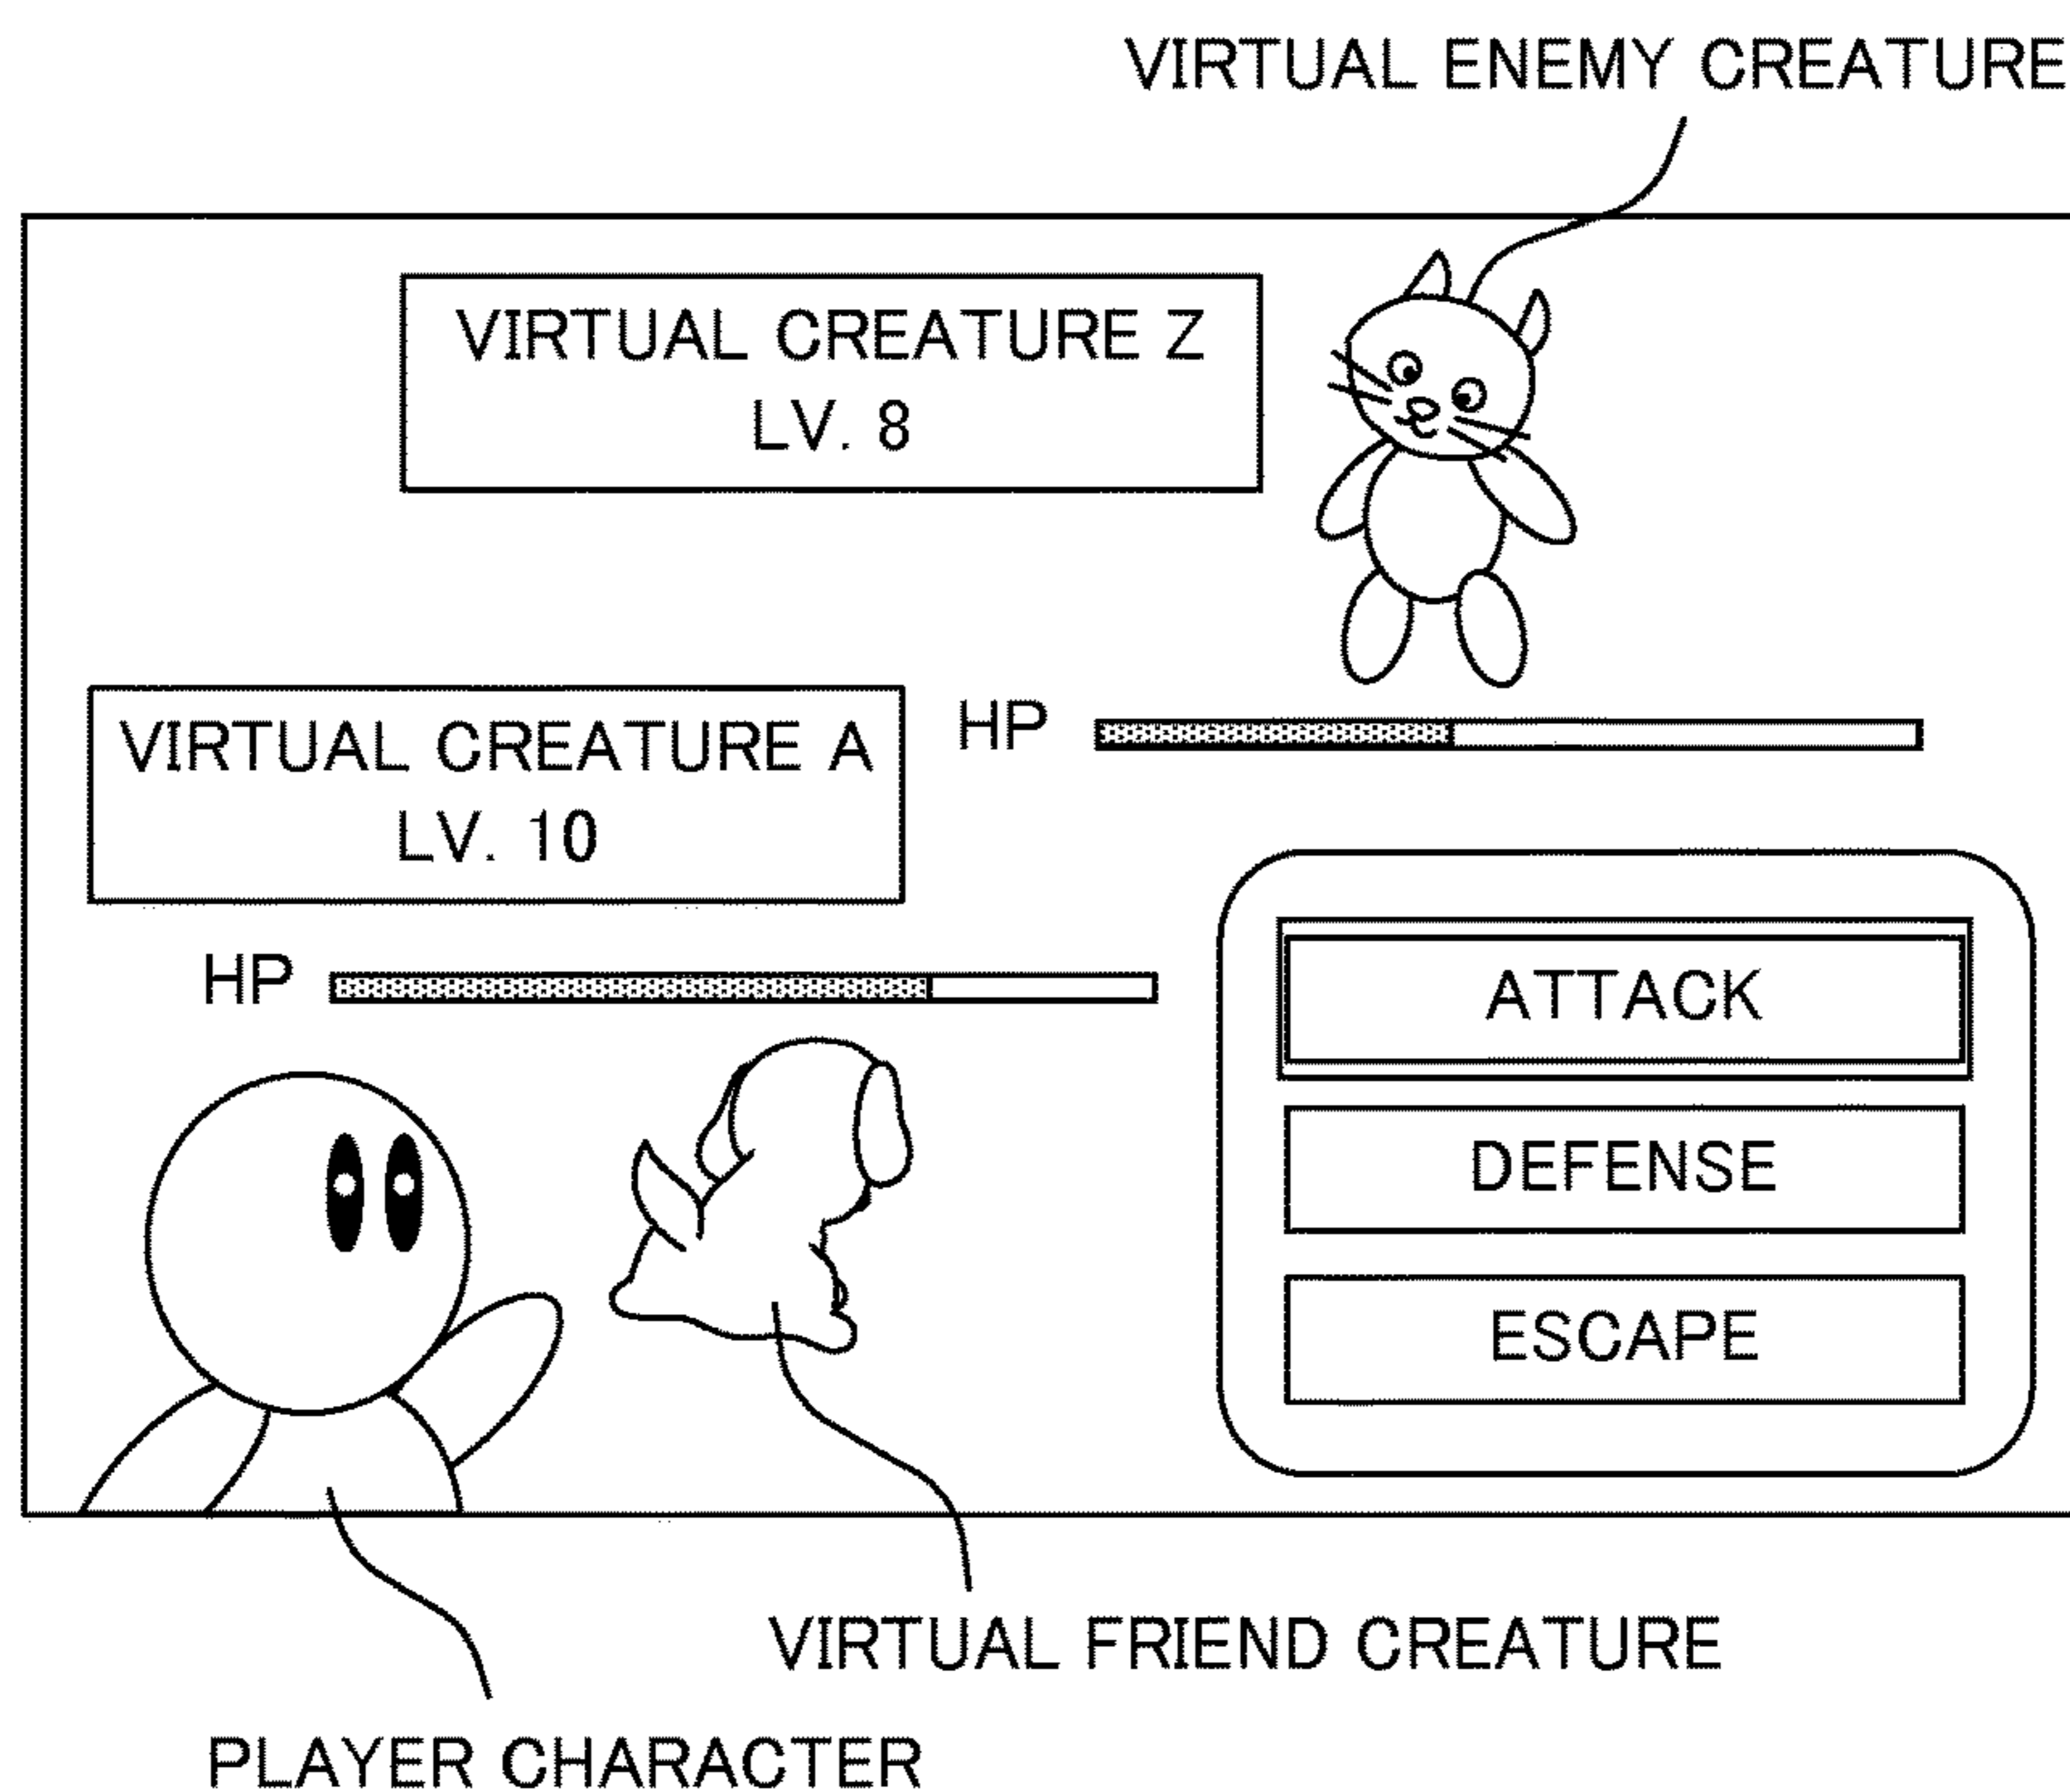 VIRTUAL ENEMY CREATURE
VIRTUAL CREATURE Z
LV. 8
HP
VIRTUAL CREATURE A
LV. 10
HP
ATTACK
DEFENSE
ESCAPE
VIRTUAL FRIEND CREATURE
PLAYER CHARACTER